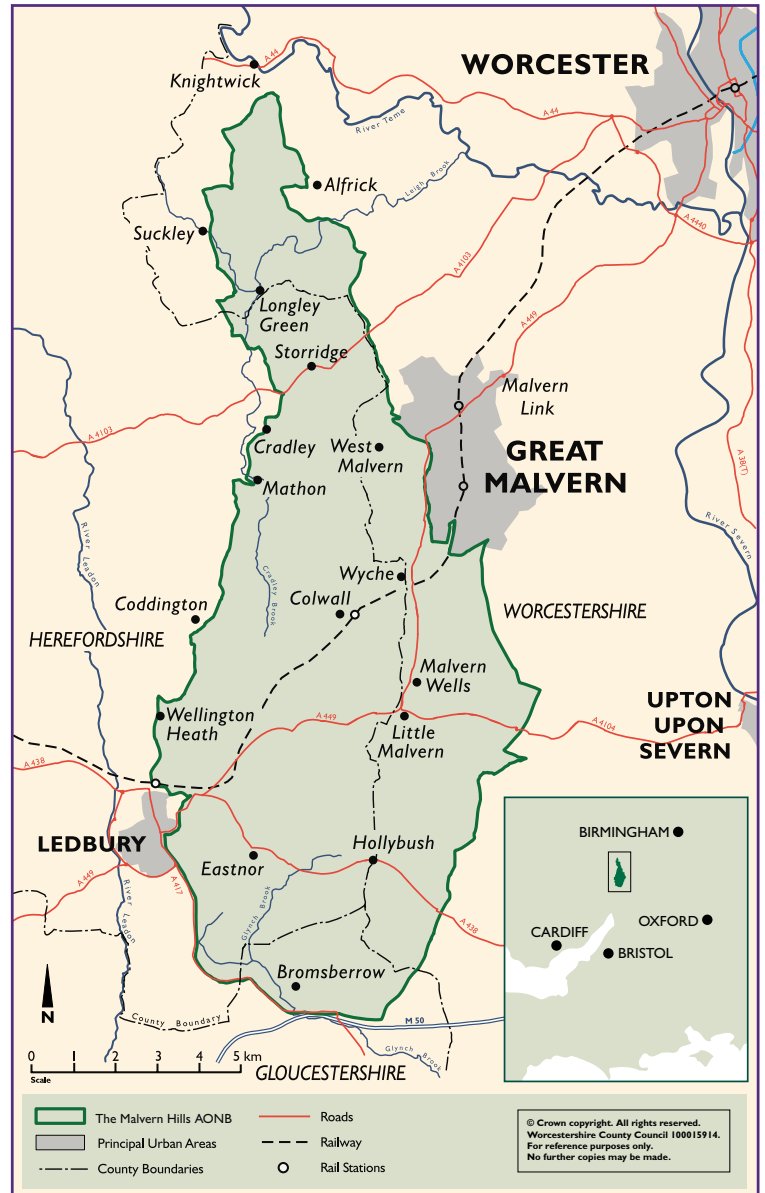 WORCESTER
A44
Knightwick
River Teme
A44
Alfrick
Leigh Brook
Suckley
A4103
A4440
Longley
Green
A449
Storridge
Malvern
Link
A4103
Cradley
West
Malvern
GREAT
MALVERN
A38(T)
Mathon
River Leadon
River Severn
Cradley Brook
Wyche
Coddington
Colwall
WORCESTERSHIRE
HEREFORDSHIRE
Malvern
Wells
UPTON
UPON
SEVERN
Wellington
Heath
A449
Little
Malvern
A4104
A438
LEDBURY
Hollybush
Eastnor
A449
A417
River Leadon
Glynch Brook
A438
Bromsberrow
N
County Boundary
M 50
Glynch Brook
GLOUCESTERSHIRE
0 1 2 3 4 5 km
Scale
BIRMINGHAM
OXFORD
CARDIFF
BRISTOL
The Malvern Hills AONB
Principal Urban Areas
County Boundaries
Roads
Railway
Rail Stations
© Crown copyright. All rights reserved.
Worcestershire County Council 100015914.
For reference purposes only.
No further copies may be made.